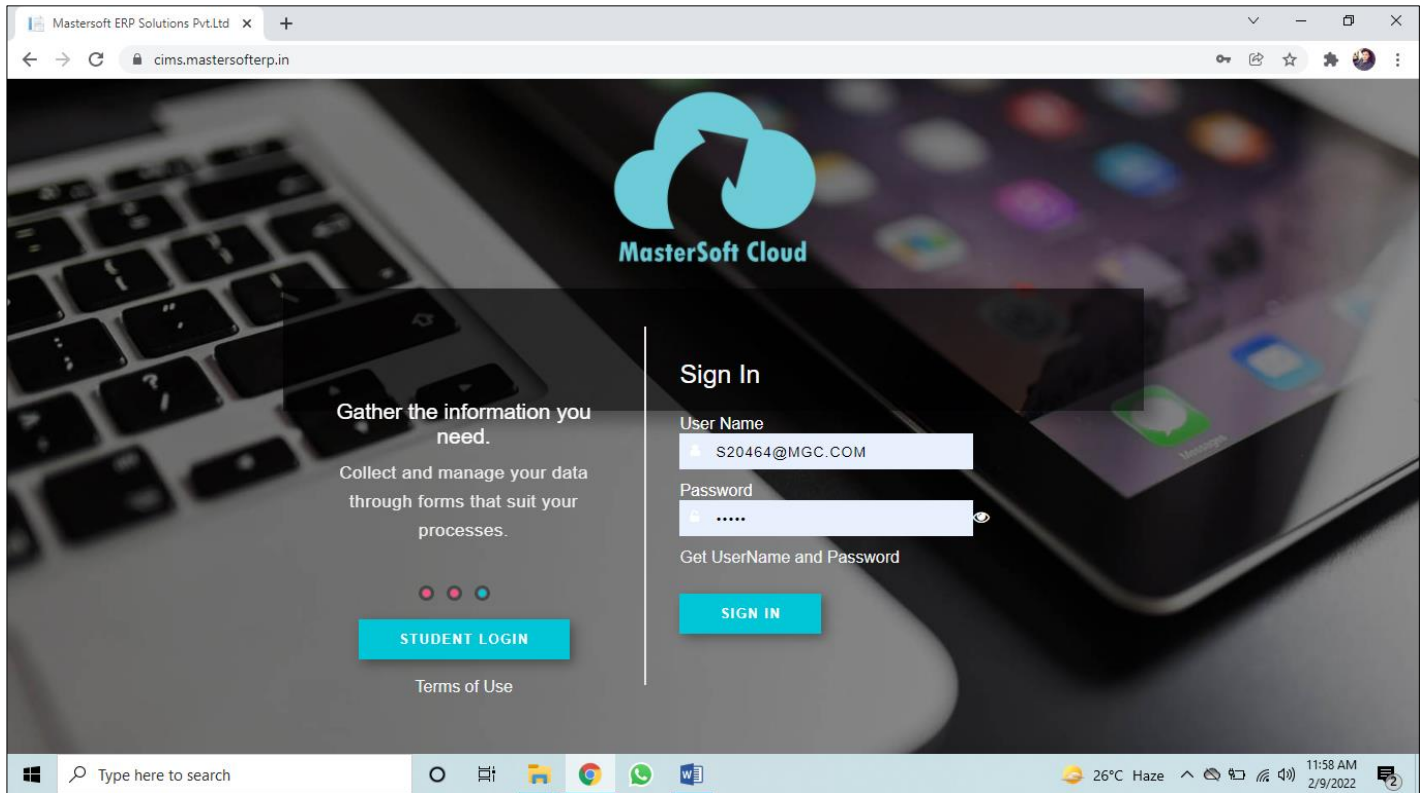 Mastersoft ERP Solutions Pvt.Ltd
cims.mastersofterp.in
MasterSoft Cloud
Gather the information you
need.
Collect and manage your data
through forms that suit your
processes.
STUDENT LOGIN
Terms of Use
Sign In
User Name
S20464@MGC.COM
Password
•••••
Get UserName and Password
SIGN IN
Messages
Type here to search
26°C Haze
11:58 AM
2/9/2022
2